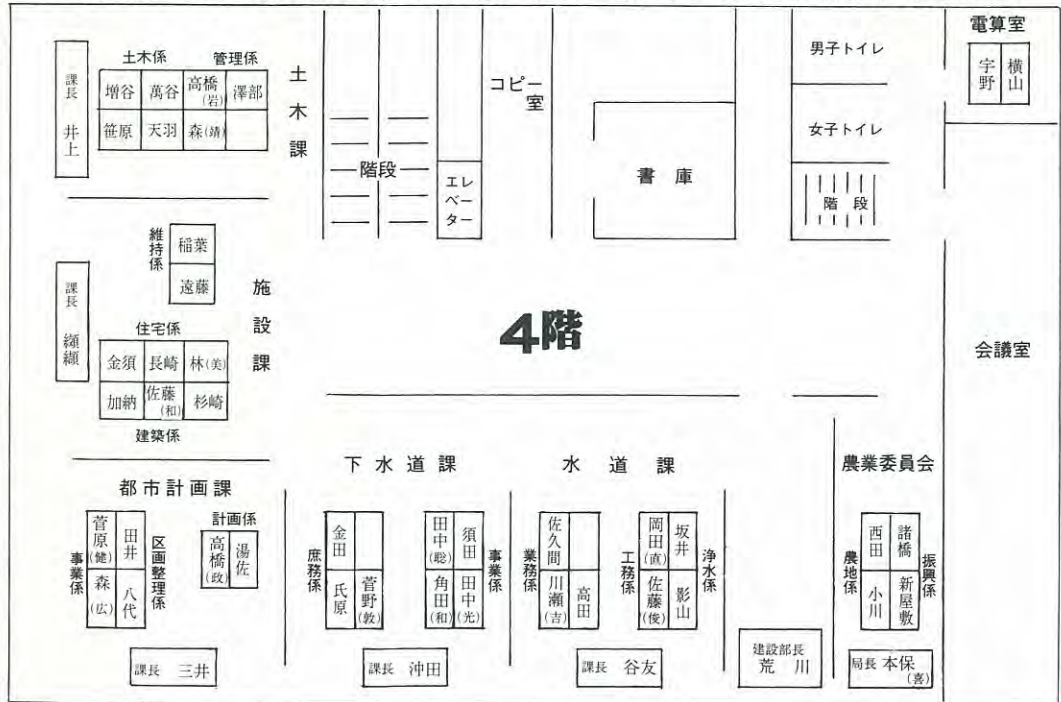 土木係
管理係
課長 井上
増谷 萬谷 高橋(岩) 澤部
笹原 天羽 森(靖)
土木課
階段
エレベーター
コピー室
書庫
男子トイレ
女子トイレ
階段
電算室
宇野 横山
会議室
維持係
稲葉
遠藤
施設課
課長 纐纈
住宅係
金須 長崎 林(美)
加納 佐藤(和) 杉崎
建築係
4階
都市計画課
事業係
菅原(健) 田井
森(広) 八代
区画整理係
計画係
高橋(政) 湯佐
課長 三井
下水道課
庶務係
金田
氏原 菅野(敦)
田中(聡) 須田
角田(和) 田中(光)
事業係
課長 沖田
水道課
業務係
佐久間
川瀬(吉) 高田
工務係
岡田(直) 坂井
佐藤(俊) 影山
浄水係
課長 谷友
建設部長 荒川
農業委員会
農地係
西田 諸橋
小川 新屋敷
振興係
局長 本保(喜)